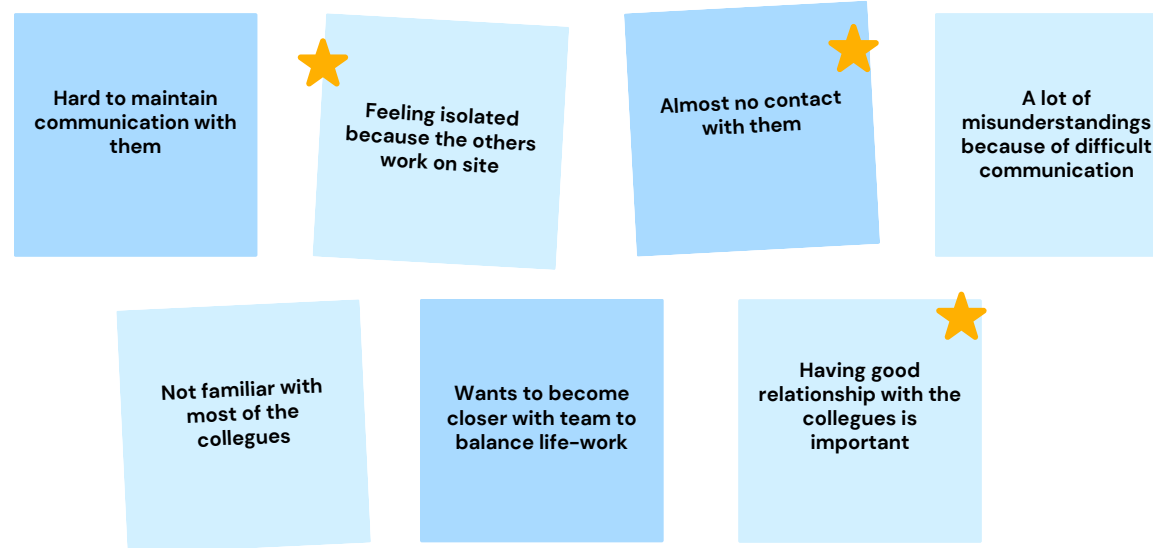 Hard to maintain
communication with
them
Feeling isolated
because the others
work on site
Almost no contact
with them
A lot of
misunderstandings
because of difficult
communication
Not familiar with
most of the
collegues
Wants to become
closer with team to
balance life-work
Having good
relationship with the
collegues is
important